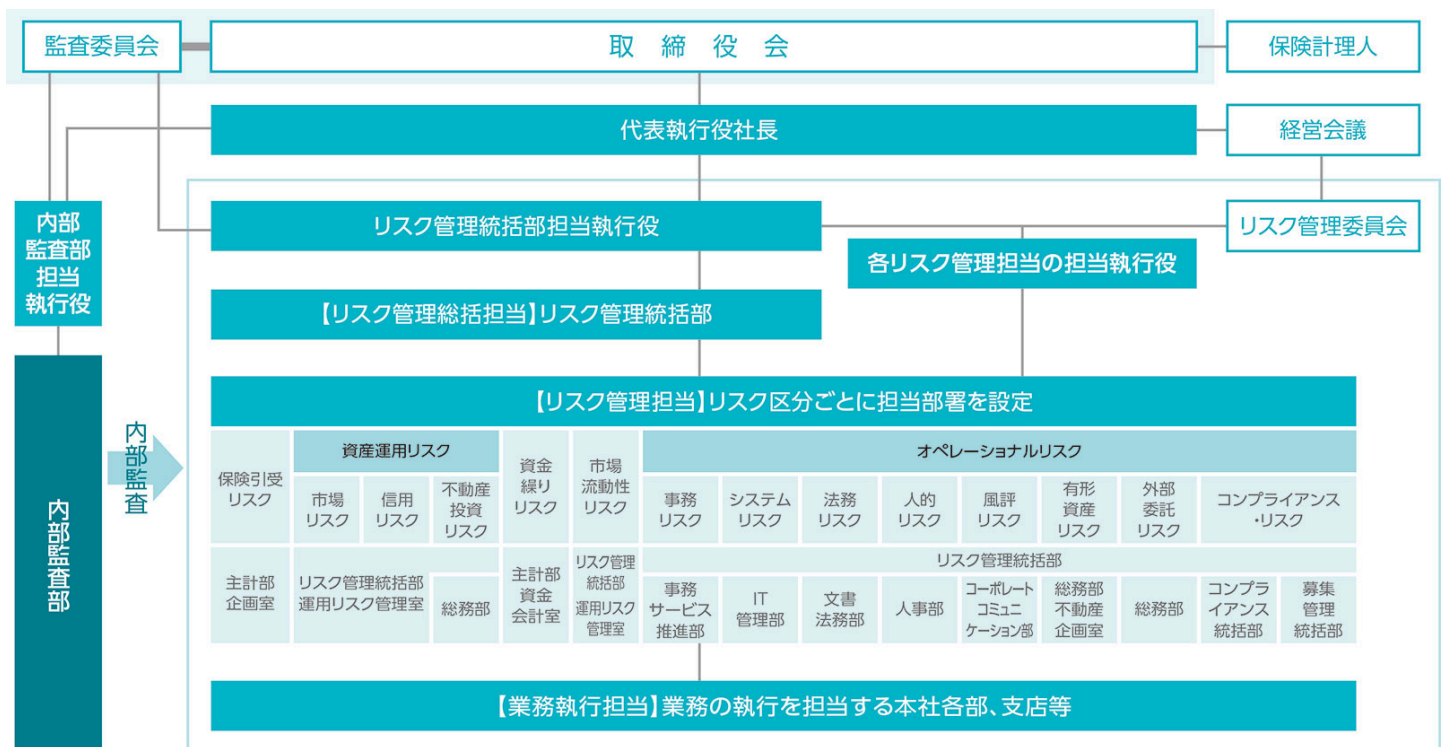 監査委員会
取締役会
保険計理人
代表執行役社長
経営会議
内部
監査部
担当
執行役
リスク管理統括部担当執行役
リスク管理委員会
各リスク管理担当の担当執行役
【リスク管理総括担当】リスク管理統括部
内部監査部
内部監査
【リスク管理担当】リスク区分ごとに担当部署を設定
保険引受
リスク
資産運用リスク
市場
リスク
信用
リスク
不動産
投資
リスク
資金
繰り
リスク
市場
流動性
リスク
オペレーショナルリスク
事務
リスク
システム
リスク
法務
リスク
人的
リスク
風評
リスク
有形
資産
リスク
外部
委託
リスク
コンプライアンス
・リスク
主計部
企画室
リスク管理統括部
運用リスク管理室
総務部
主計部
資金
会計室
リスク管理
統括部
運用リスク
管理室
リスク管理統括部
事務
サービス
推進部
IT
管理部
文書
法務部
人事部
コーポレート
コミュニ
ケーション部
総務部
不動産
企画室
総務部
コンプラ
イアンス
統括部
募集
管理
統括部
【業務執行担当】業務の執行を担当する本社各部、支店等